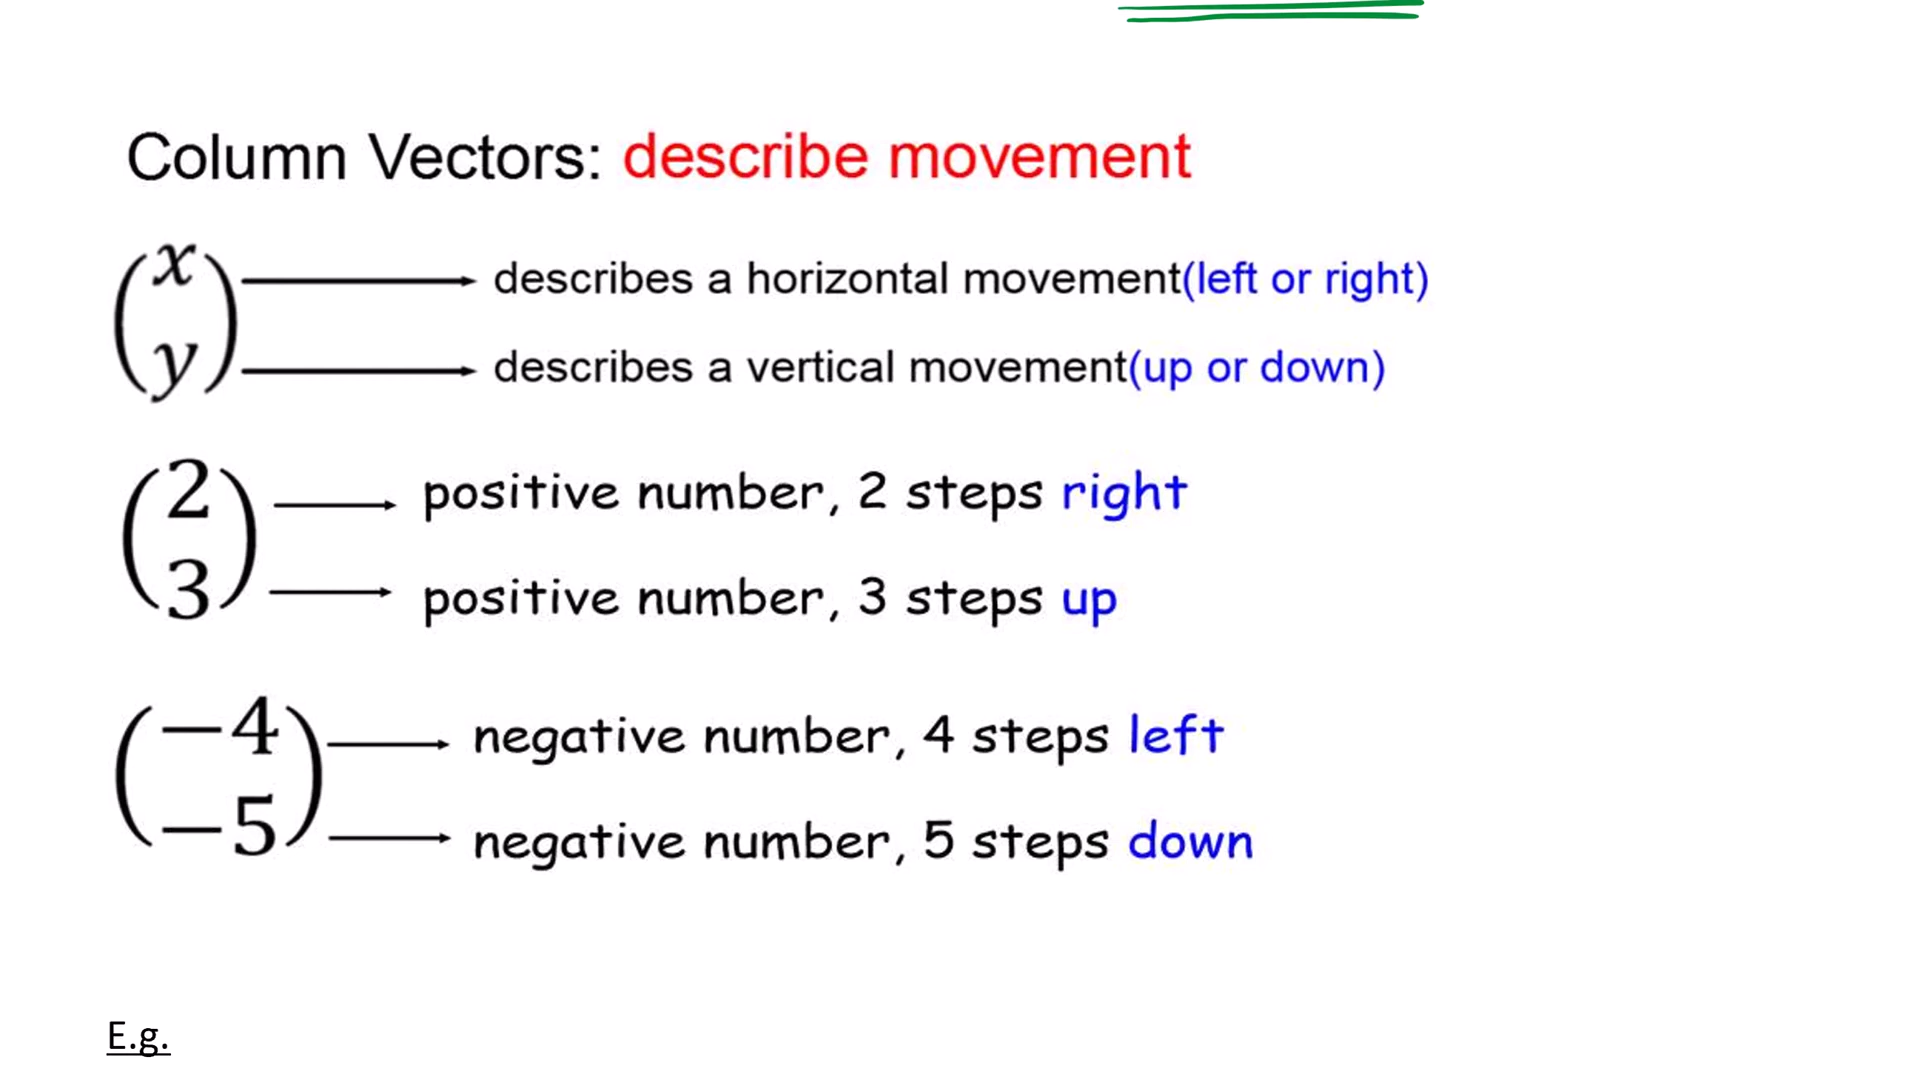 Column Vectors: describe movement
x describes a horizontal movement(left or right)
y describes a vertical movement(up or down)
2 positive number, 2 steps right
3 positive number, 3 steps up
−4 negative number, 4 steps left
−5 negative number, 5 steps down
E.g.